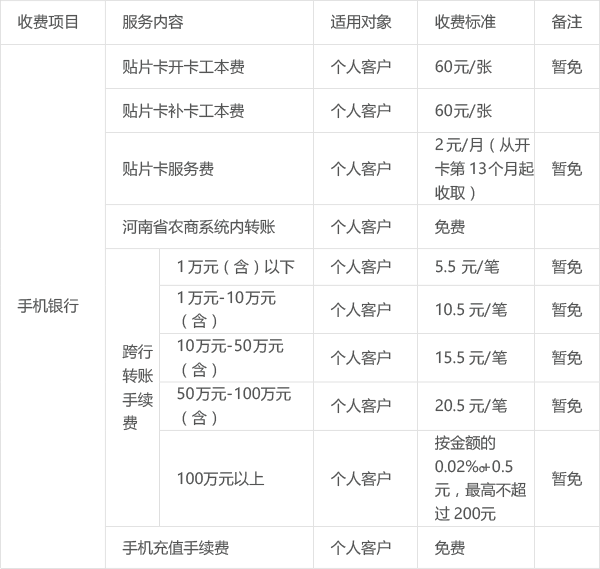 收费项目 服务内容 适用对象 收费标准 备注
贴片卡开卡工本费 个人客户 60元/张 暂免
贴片卡补卡工本费 个人客户 60元/张
贴片卡服务费 个人客户 2元/月（从开
卡第 13个月起
收取） 暂免
河南省农商系统内转账 个人客户 免费
手机银行
跨行
转账
手续
费
1万元（含）以下 个人客户 5.5 元/笔 暂免
1万元-10万元
（含） 个人客户 10.5 元/笔 暂免
10万元-50万元
（含） 个人客户 15.5 元/笔 暂免
50万元-100万元
（含） 个人客户 20.5 元/笔 暂免
100万元以上 个人客户 按金额的
0.02‰+0.5
元，最高不超
过 200元 暂免
手机充值手续费 个人客户 免费